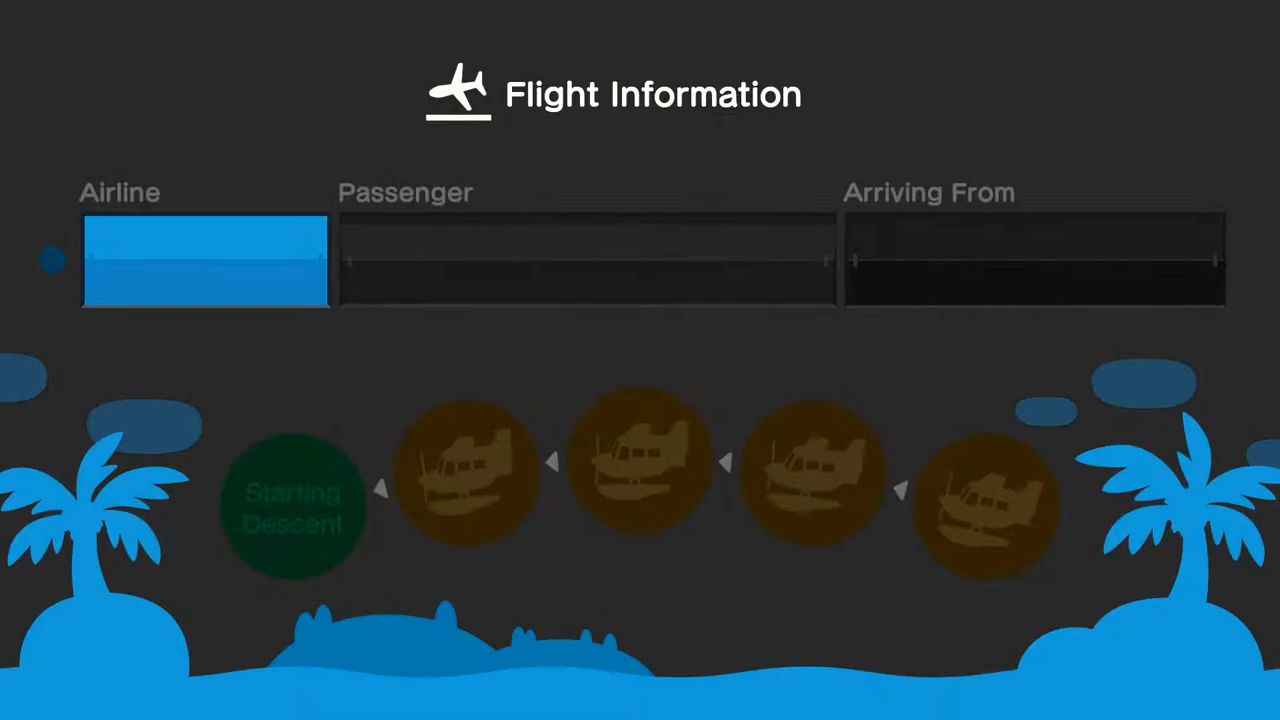 Flight Information
Airline
Passenger
Arriving From
Starting
Descent